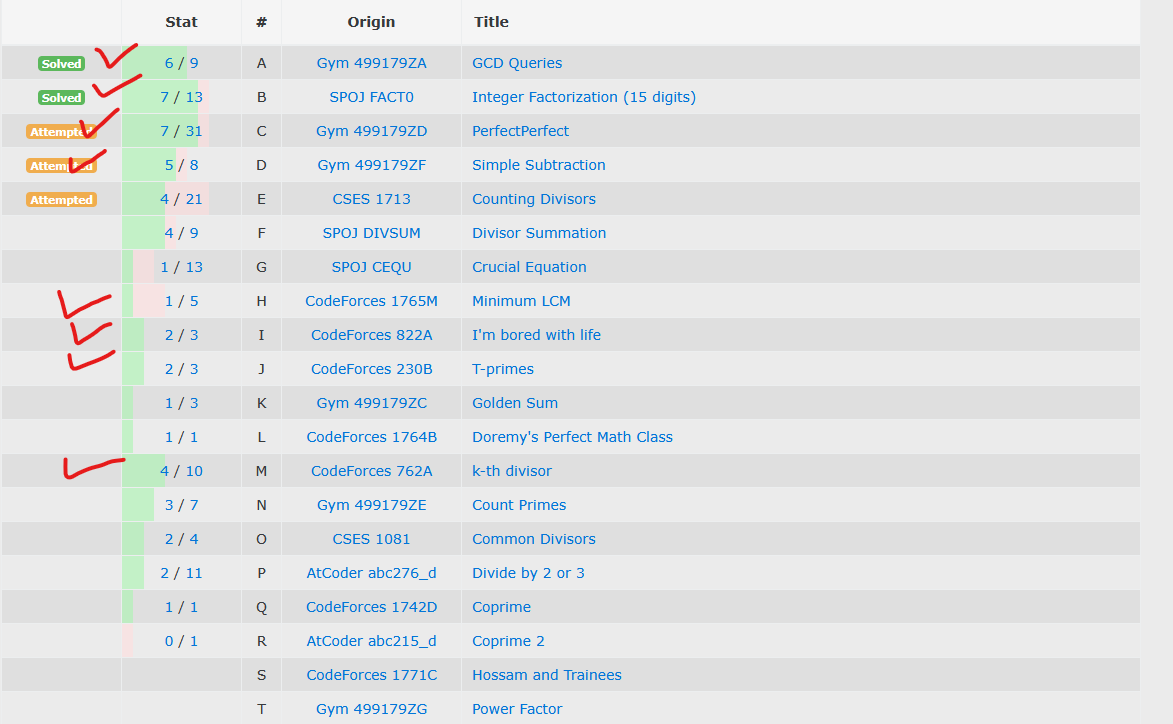 Stat # Origin Title
Solved 6 / 9 A Gym 499179ZA GCD Queries
Solved 7 / 13 B SPOJ FACT0 Integer Factorization (15 digits)
Attempted 7 / 31 C Gym 499179ZD PerfectPerfect
Attempted 5 / 8 D Gym 499179ZF Simple Subtraction
Attempted 4 / 21 E CSES 1713 Counting Divisors
4 / 9 F SPOJ DIVSUM Divisor Summation
1 / 13 G SPOJ CEQU Crucial Equation
1 / 5 H CodeForces 1765M Minimum LCM
2 / 3 I CodeForces 822A I'm bored with life
2 / 3 J CodeForces 230B T-primes
1 / 3 K Gym 499179ZC Golden Sum
1 / 1 L CodeForces 1764B Doremy's Perfect Math Class
4 / 10 M CodeForces 762A k-th divisor
3 / 7 N Gym 499179ZE Count Primes
2 / 4 O CSES 1081 Common Divisors
2 / 11 P AtCoder abc276_d Divide by 2 or 3
1 / 1 Q CodeForces 1742D Coprime
0 / 1 R AtCoder abc215_d Coprime 2
S CodeForces 1771C Hossam and Trainees
T Gym 499179ZG Power Factor